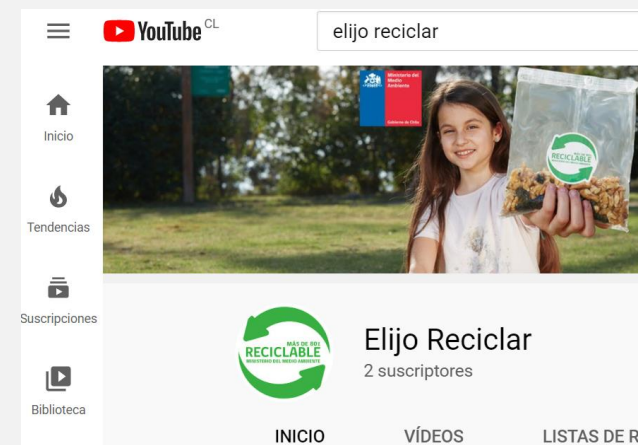 YouTube CL
elijo reciclar
Ministerio del
Medio
Ambiente
Gobierno de Chile
RECICLABLE
Inicio
Tendencias
Suscripciones
Biblioteca
MÁS DE 80%
RECICLABLE
MINISTERIO DEL MEDIO AMBIENTE
Elijo Reciclar
2 suscriptores
INICIO
VÍDEOS
LISTAS DE R